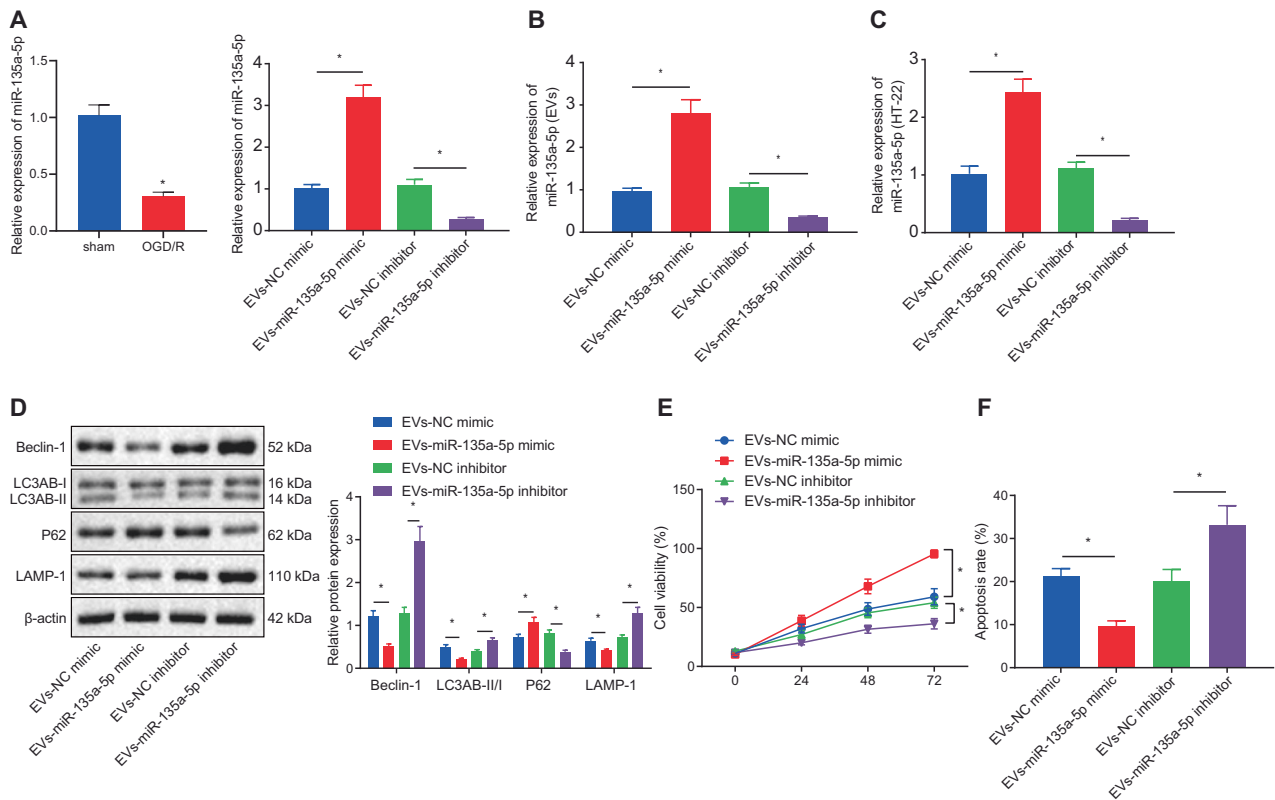 A
Relative expression of miR-135a-5p
1.5
1.0
0.5
0.0
*
sham
OGD/R
Relative expression of miR-135a-5p
4
3
2
1
0
*
*
EVs-NC mimic
EVs-miR-135a-5p mimic
EVs-NC inhibitor
EVs-miR-135a-5p inhibitor
B
Relative expression of
miR-135a-5p (EVs)
4
3
2
1
0
*
*
EVs-NC mimic
EVs-miR-135a-5p mimic
EVs-NC inhibitor
EVs-miR-135a-5p inhibitor
C
Relative expression of
miR-135a-5p (HT-22)
3
2
1
0
*
*
EVs-NC mimic
EVs-miR-135a-5p mimic
EVs-NC inhibitor
EVs-miR-135a-5p inhibitor
D
Beclin-1 52 kDa
LC3AB-I 16 kDa
LC3AB-II 14 kDa
P62 62 kDa
LAMP-1 110 kDa
β-actin 42 kDa
EVs-NC mimic
EVs-miR-135a-5p mimic
EVs-NC inhibitor
EVs-miR-135a-5p inhibitor
EVs-NC mimic
EVs-miR-135a-5p mimic
EVs-NC inhibitor
EVs-miR-135a-5p inhibitor
Relative protein expression
4
3
2
1
0
* * * * * * * *
Beclin-1 LC3AB-II/I P62 LAMP-1
E
EVs-NC mimic
EVs-miR-135a-5p mimic
EVs-NC inhibitor
EVs-miR-135a-5p inhibitor
Cell viability (%)
150
100
50
0
*
*
0 24 48 72
F
Apoptosis rate (%)
40
30
20
10
0
*
*
EVs-NC mimic
EVs-miR-135a-5p mimic
EVs-NC inhibitor
EVs-miR-135a-5p inhibitor